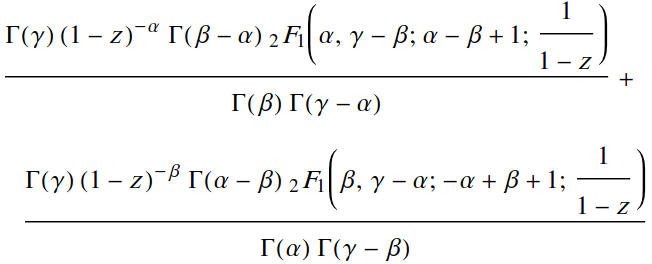 Γ(γ) (1 − z)^{−α} Γ(β − α) ₂F₁(α, γ − β; α − β + 1; 1/(1 − z)) / (Γ(β) Γ(γ − α)) +
Γ(γ) (1 − z)^{−β} Γ(α − β) ₂F₁(β, γ − α; −α + β + 1; 1/(1 − z)) / (Γ(α) Γ(γ − β))